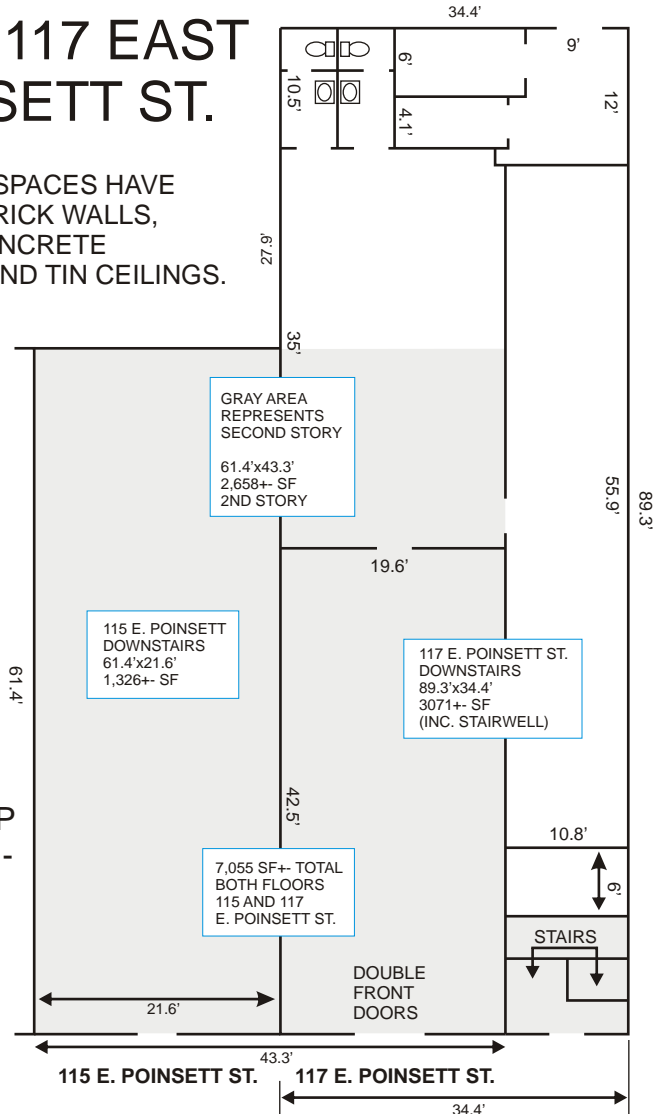 117 EAST
SETT ST.
SPACES HAVE
RICK WALLS,
NCRETE
ND TIN CEILINGS.
34.4’
9’
6’
12’
10.5’
4.1’
27.9’
35’
GRAY AREA
REPRESENTS
SECOND STORY
61.4’x43.3’
2,658+- SF
2ND STORY
55.9’
89.3’
19.6’
115 E. POINSETT
DOWNSTAIRS
61.4’x21.6’
1,326+- SF
117 E. POINSETT ST.
DOWNSTAIRS
89.3’x34.4’
3071+- SF
(INC. STAIRWELL)
61.4’
42.5’
P
-
10.8’
6’
7,055 SF+- TOTAL
BOTH FLOORS
115 AND 117
E. POINSETT ST.
STAIRS
DOUBLE
FRONT
DOORS
21.6’
43.3’
115 E. POINSETT ST. 117 E. POINSETT ST.
34.4’